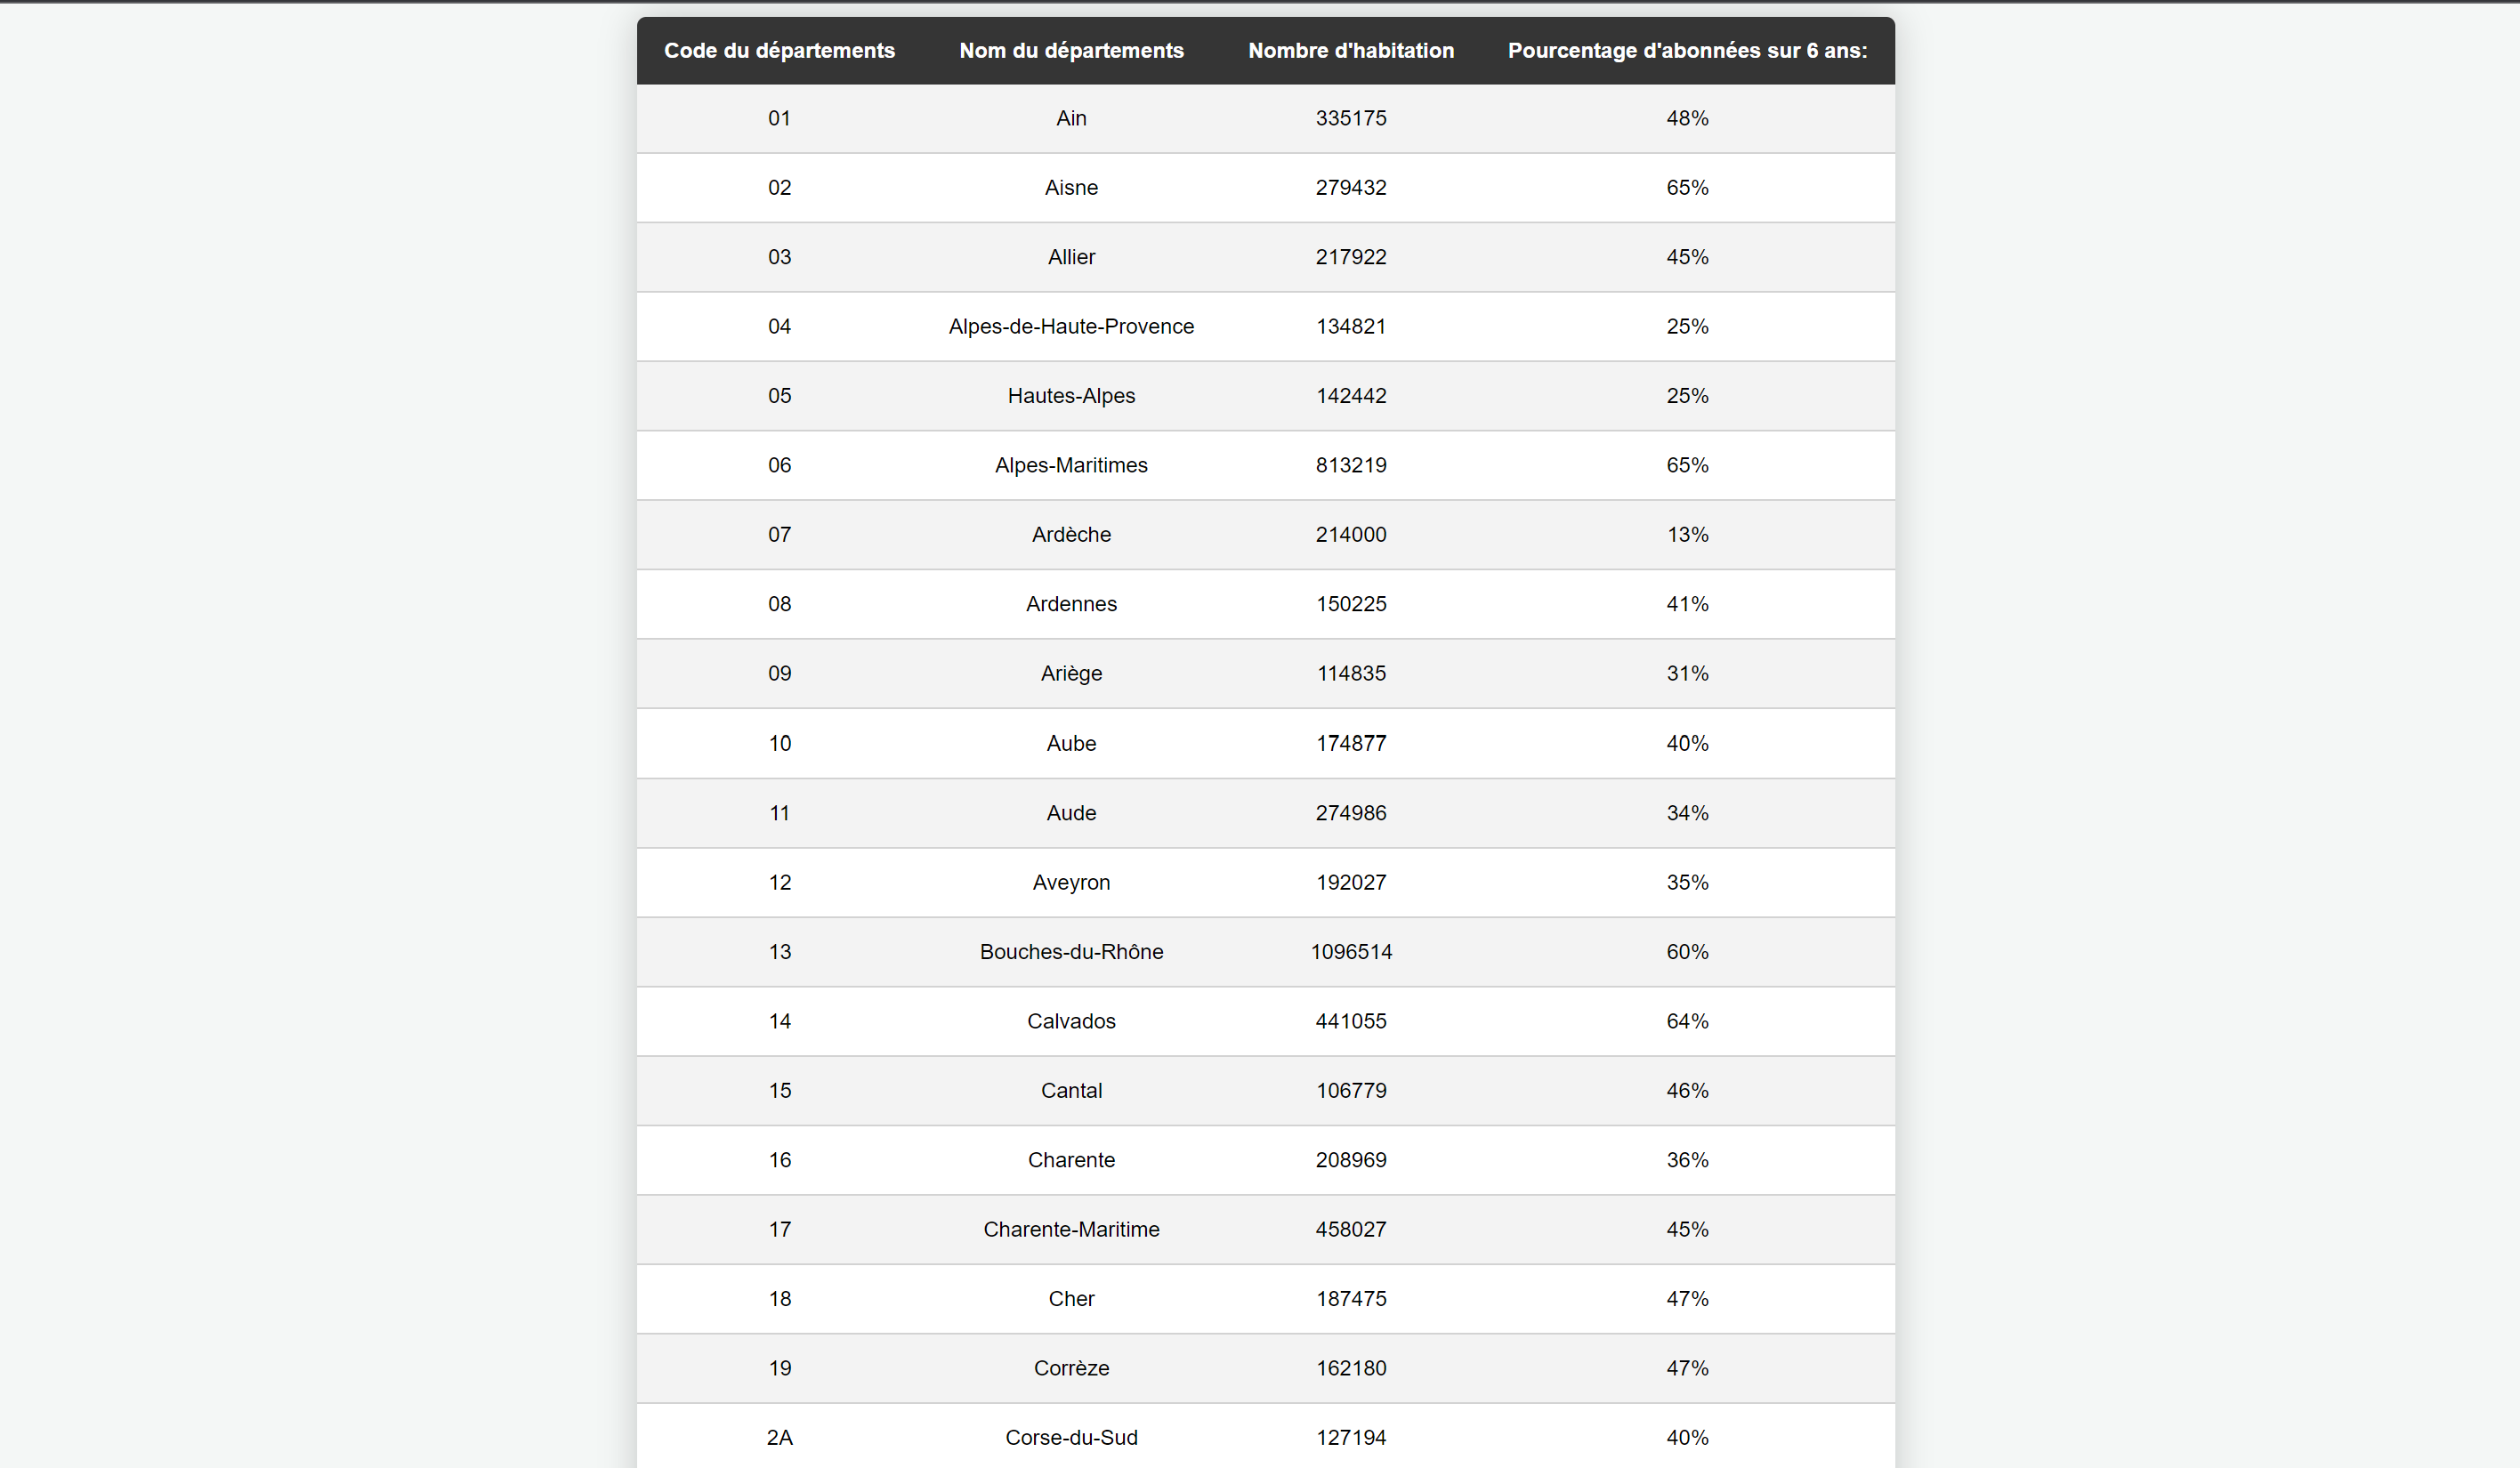 Code du départements Nom du départements Nombre d'habitation Pourcentage d'abonnées sur 6 ans:
01 Ain 335175 48%
02 Aisne 279432 65%
03 Allier 217922 45%
04 Alpes-de-Haute-Provence 134821 25%
05 Hautes-Alpes 142442 25%
06 Alpes-Maritimes 813219 65%
07 Ardèche 214000 13%
08 Ardennes 150225 41%
09 Ariège 114835 31%
10 Aube 174877 40%
11 Aude 274986 34%
12 Aveyron 192027 35%
13 Bouches-du-Rhône 1096514 60%
14 Calvados 441055 64%
15 Cantal 106779 46%
16 Charente 208969 36%
17 Charente-Maritime 458027 45%
18 Cher 187475 47%
19 Corrèze 162180 47%
2A Corse-du-Sud 127194 40%